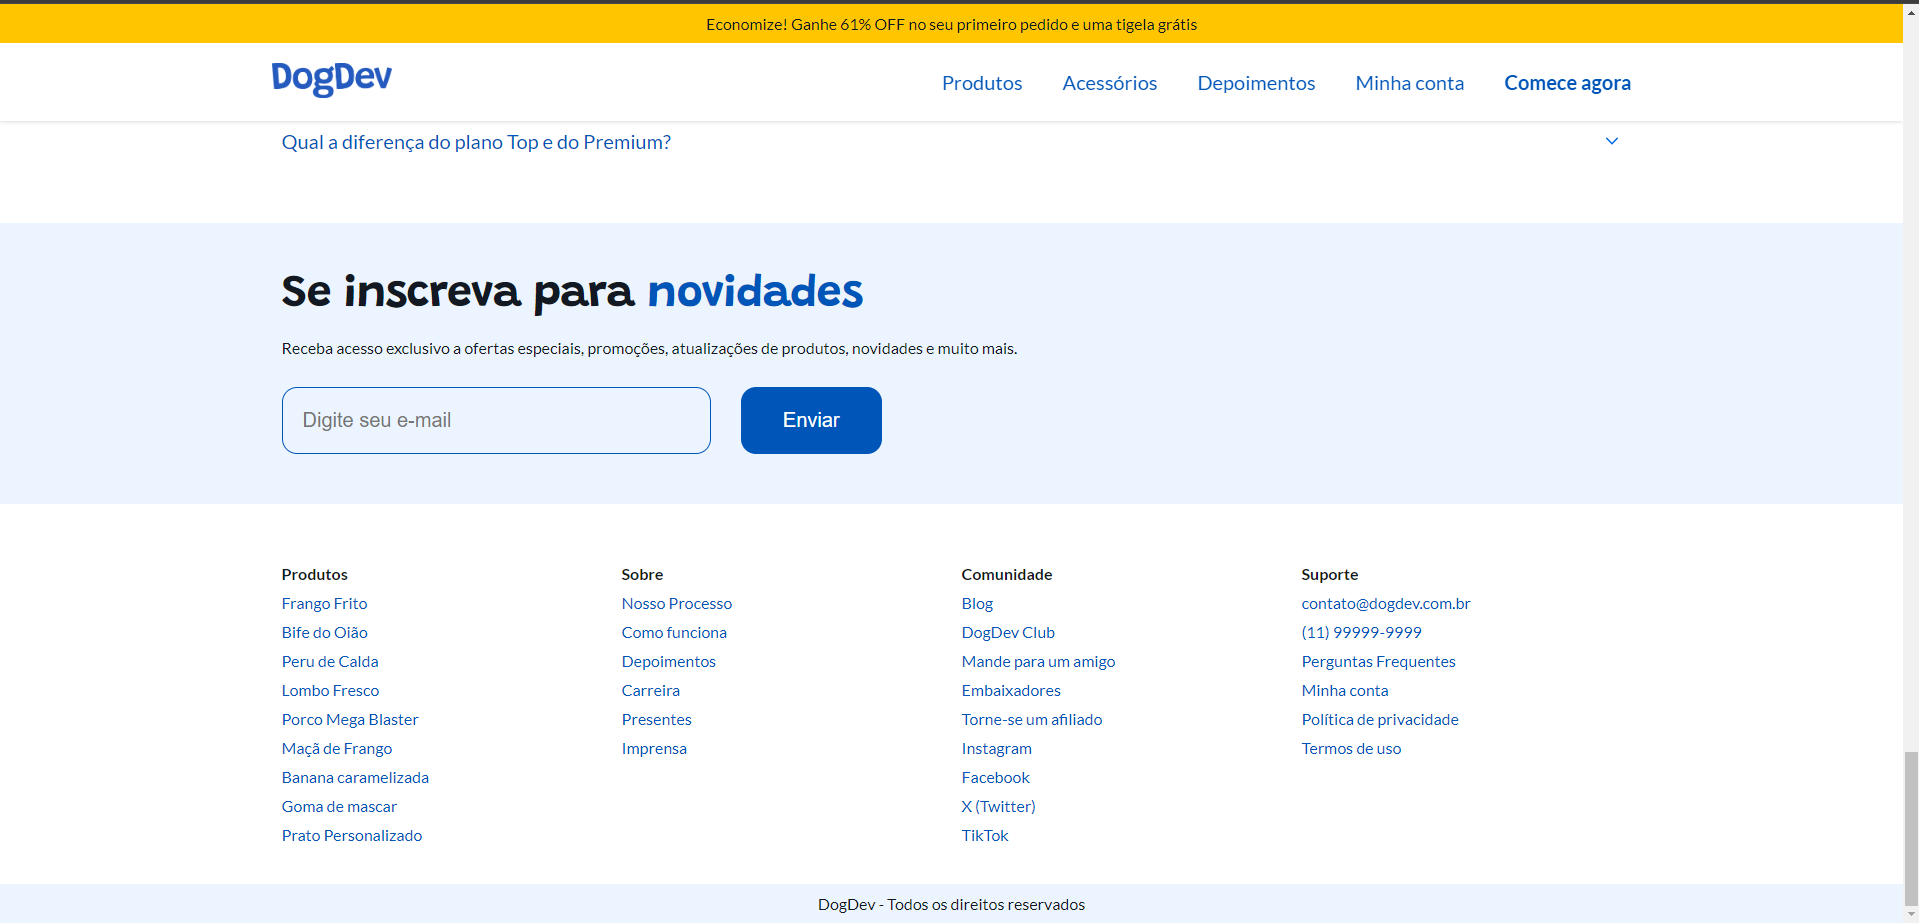 Economize! Ganhe 61% OFF no seu primeiro pedido e uma tigela grátis
DogDev
Produtos
Acessórios
Depoimentos
Minha conta
Comece agora
Qual a diferença do plano Top e do Premium?
Se inscreva para novidades
Receba acesso exclusivo a ofertas especiais, promoções, atualizações de produtos, novidades e muito mais.
Digite seu e-mail
Enviar
Produtos
Frango Frito
Bife do Oião
Peru de Calda
Lombo Fresco
Porco Mega Blaster
Maçã de Frango
Banana caramelizada
Goma de mascar
Prato Personalizado
Sobre
Nosso Processo
Como funciona
Depoimentos
Carreira
Presentes
Imprensa
Comunidade
Blog
DogDev Club
Mande para um amigo
Embaixadores
Torne-se um afiliado
Instagram
Facebook
X (Twitter)
TikTok
Suporte
contato@dogdev.com.br
(11) 99999-9999
Perguntas Frequentes
Minha conta
Política de privacidade
Termos de uso
DogDev - Todos os direitos reservados